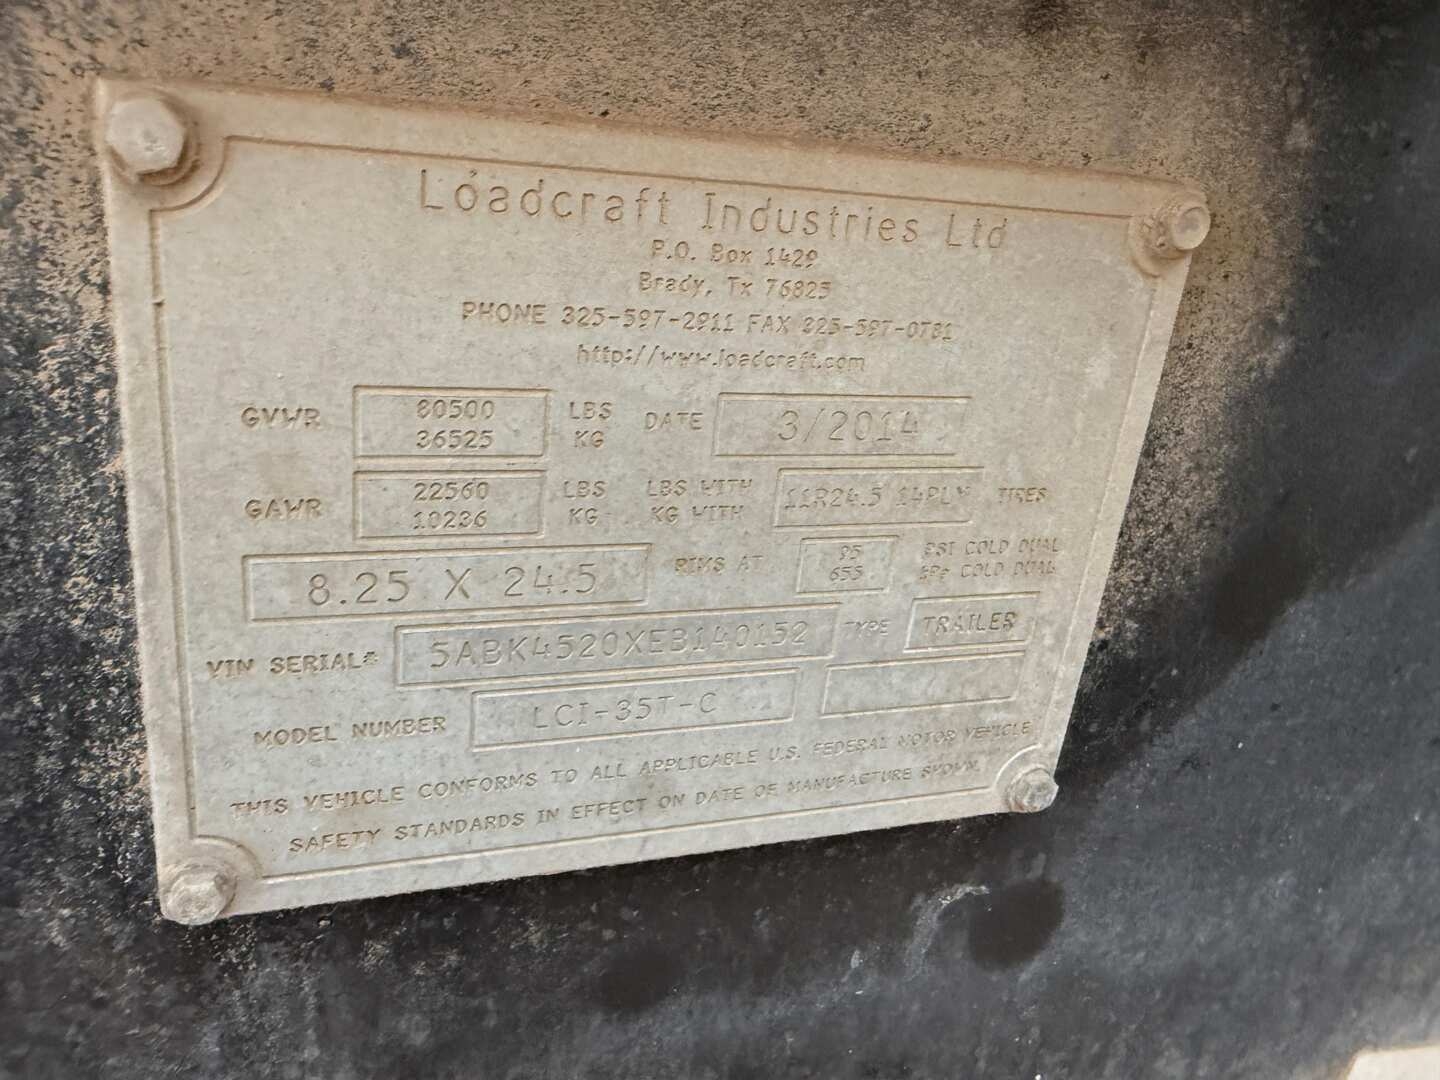 Loadcraft Industries Ltd
P.O. Box 1429
Brady, Tx 76825
PHONE 325-597-2911 FAX 325-597-0781
http://www.loadcraft.com
GVWR 80500 LBS DATE 3/2014
36525 KG
GAWR 22560 LBS LBS WITH 11R24.5 14PLY TIRES
10236 KG KG WITH
8.25 X 24.5 RIMS AT 95 PSI COLD DUAL
655 KPa COLD DUAL
VIN SERIAL# 5ABK4520XEB140152 TYPE TRAILER
MODEL NUMBER LCI-35T-C
THIS VEHICLE CONFORMS TO ALL APPLICABLE U.S. FEDERAL MOTOR VEHICLE
SAFETY STANDARDS IN EFFECT ON DATE OF MANUFACTURE SHOWN.